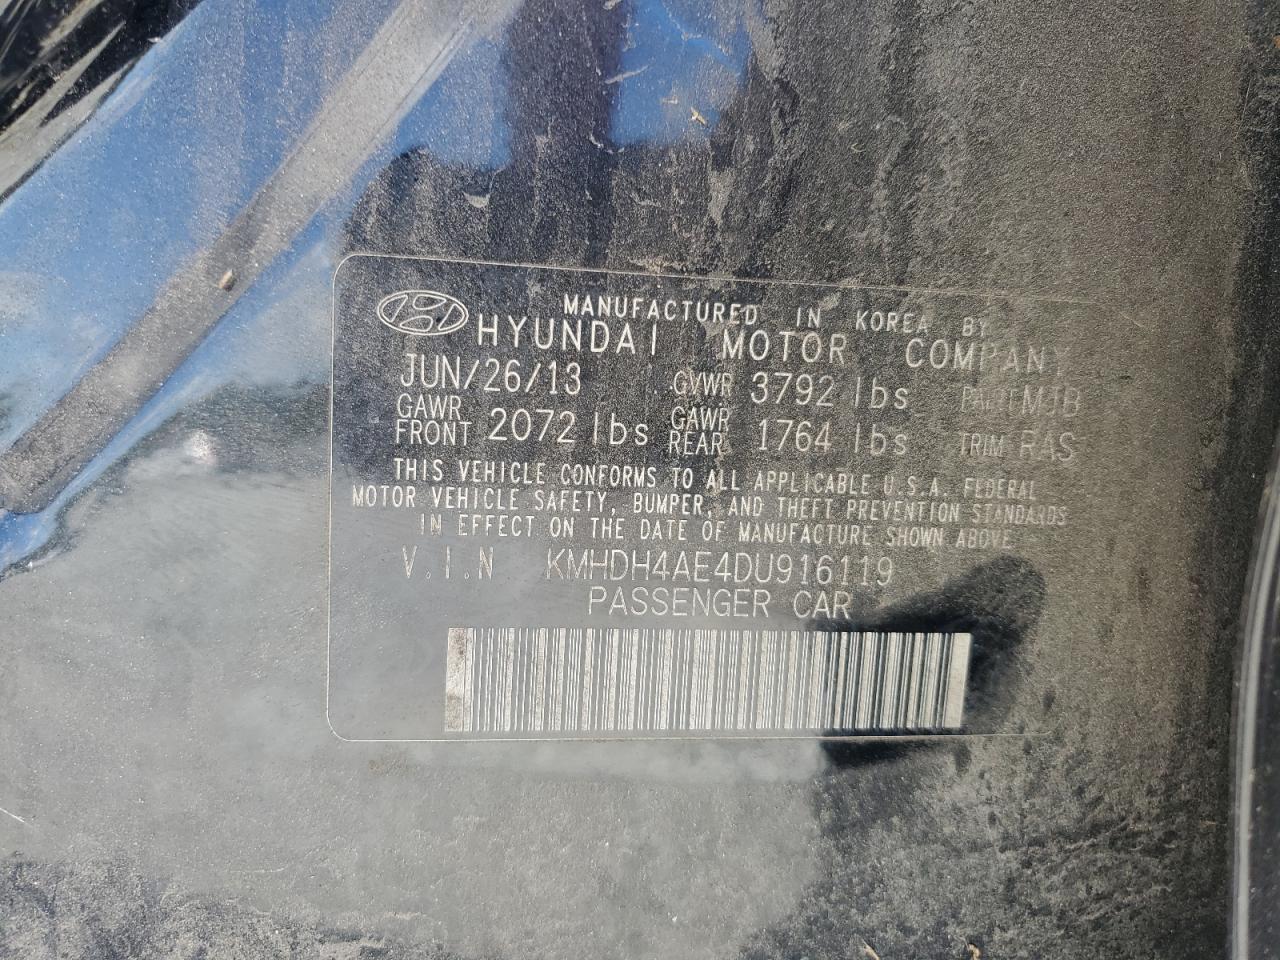 MANUFACTURED IN KOREA BY
HYUNDAI MOTOR COMPANY
JUN/26/13 GVWR 3792 lbs PAINT MJB
GAWR FRONT 2072 lbs GAWR REAR 1764 lbs TRIM RAS
THIS VEHICLE CONFORMS TO ALL APPLICABLE U.S.A. FEDERAL
MOTOR VEHICLE SAFETY, BUMPER, AND THEFT PREVENTION STANDARDS
IN EFFECT ON THE DATE OF MANUFACTURE SHOWN ABOVE
V.I.N KMHDH4AE4DU916119
PASSENGER CAR